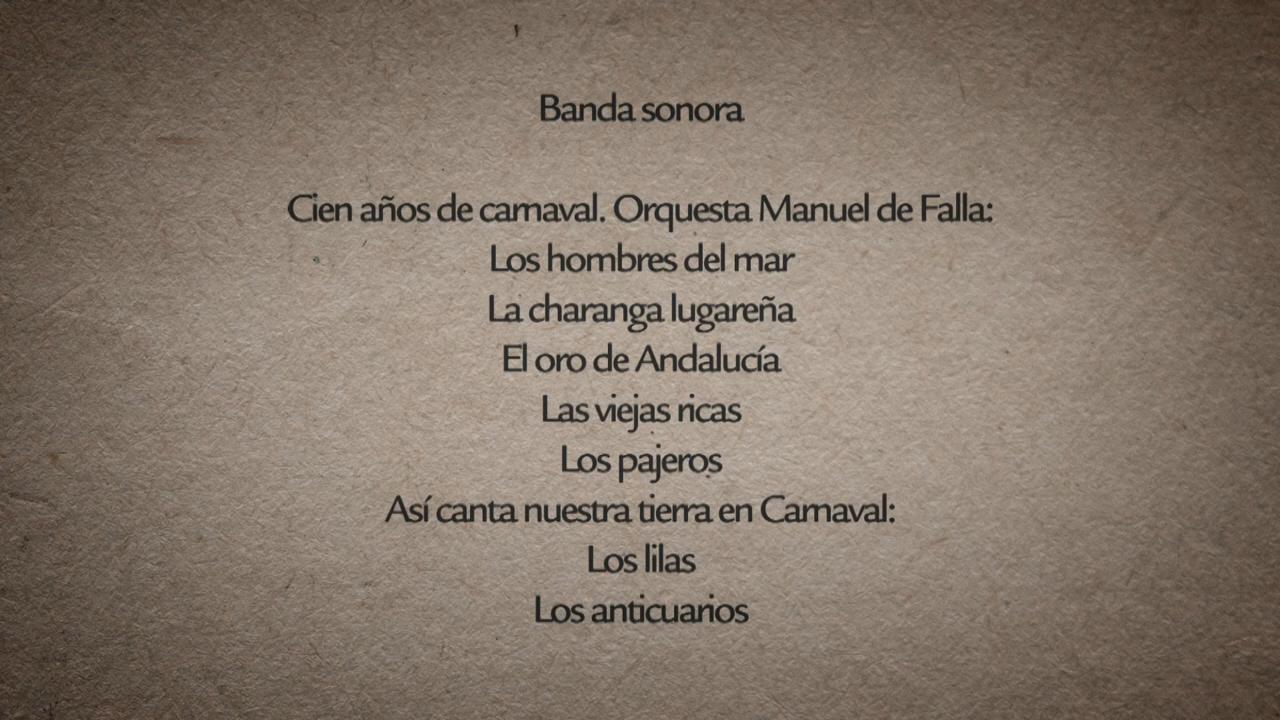 Banda sonora
Cien años de carnaval. Orquesta Manuel de Falla:
Los hombres del mar
La charanga lugareña
El oro de Andalucía
Las viejas ricas
Los pajeros
Así canta nuestra tierra en Carnaval:
Los lilas
Los anticuarios